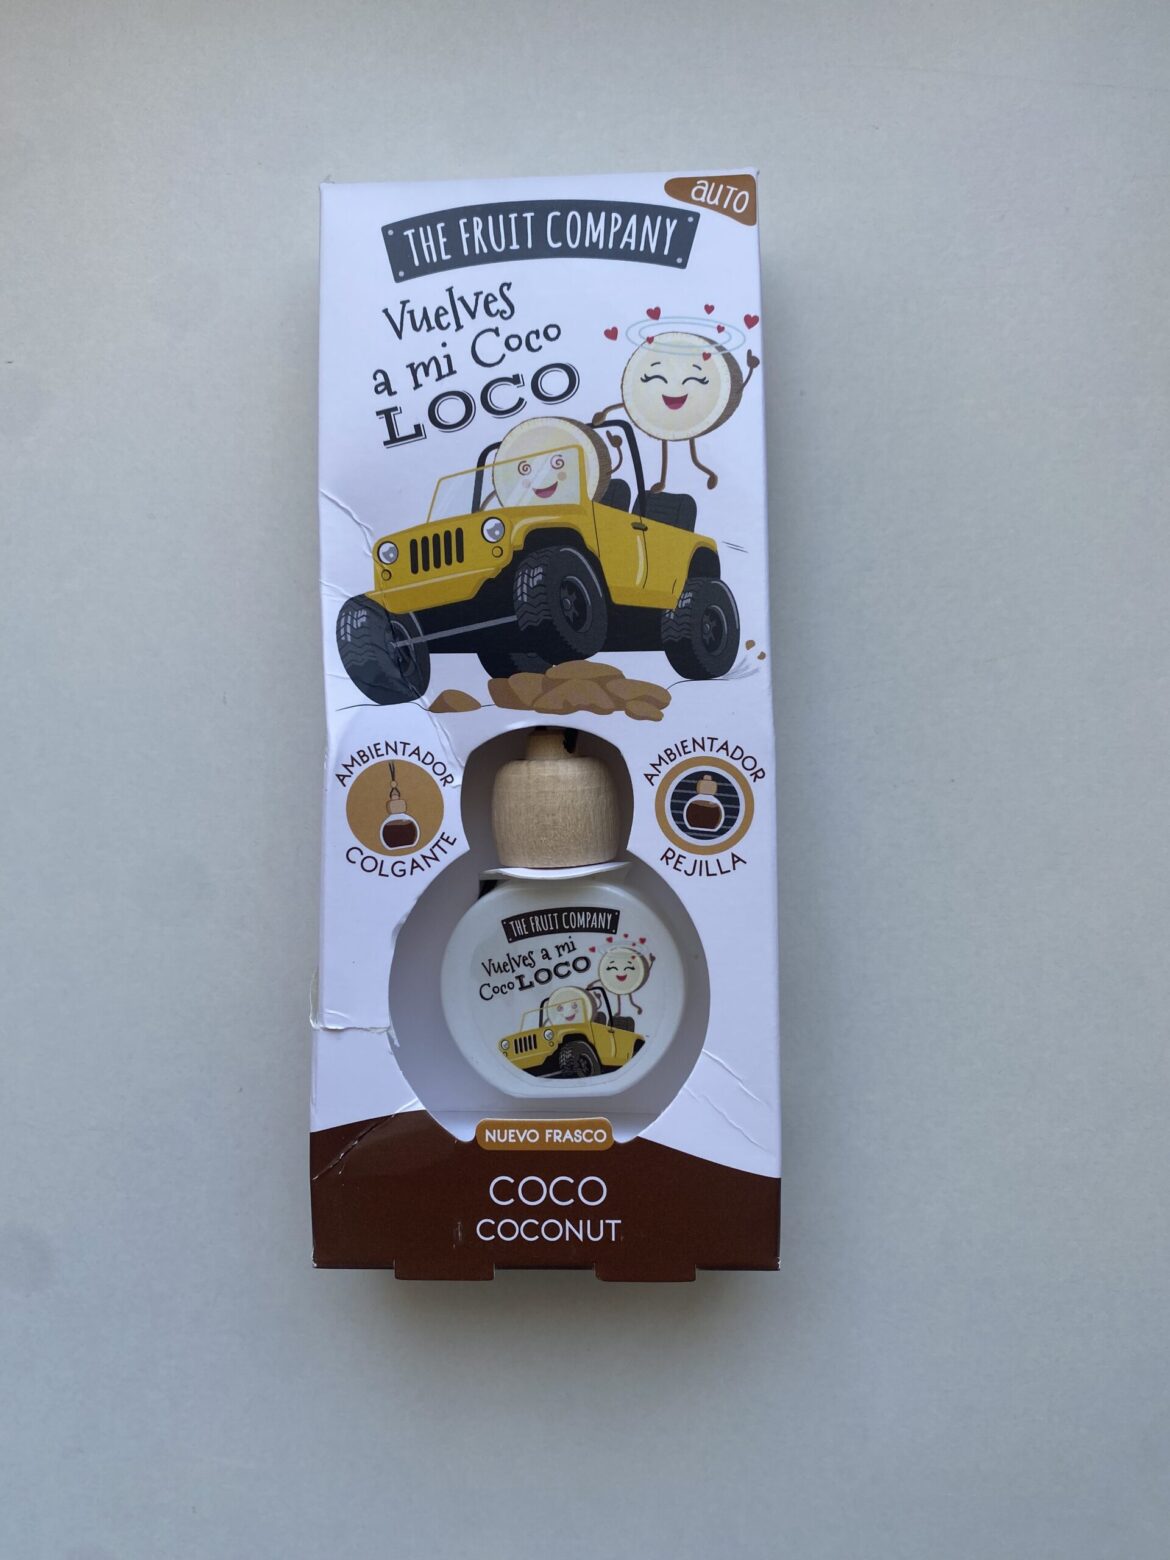 AUTO
THE FRUIT COMPANY
Vuelves
a mi Coco
LOCO
AMBIENTADOR
COLGANTE
AMBIENTADOR
REJILLA
THE FRUIT COMPANY
Vuelves a mi
Coco LOCO
NUEVO FRASCO
COCO
COCONUT